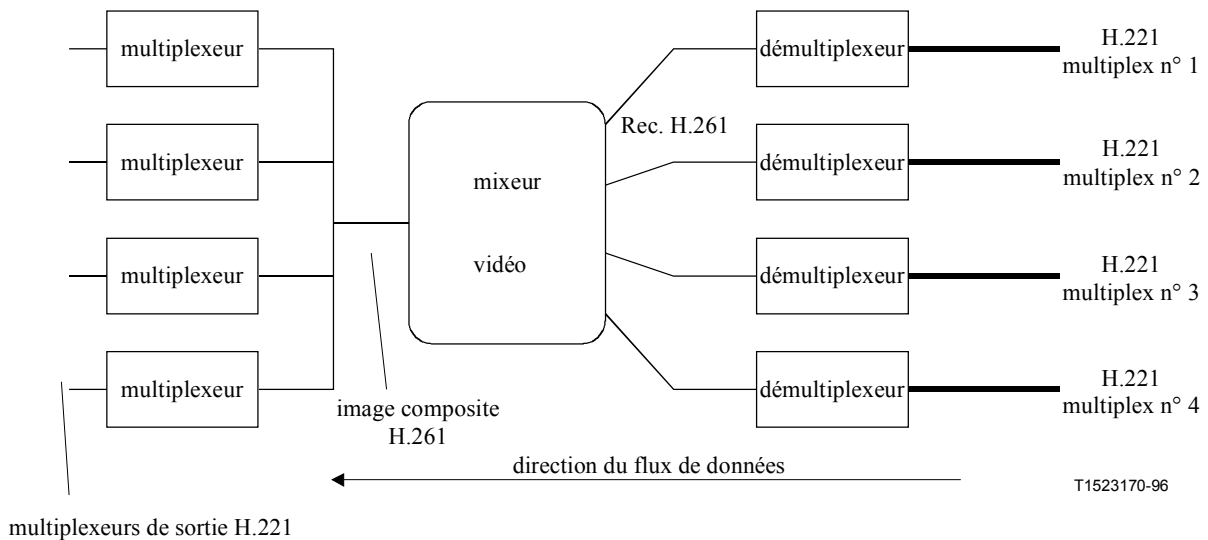 multiplexeur
démultiplexeur
H.221
multiplex n° 1
Rec. H.261
multiplexeur
démultiplexeur
H.221
multiplex n° 2
mixeur
vidéo
multiplexeur
démultiplexeur
H.221
multiplex n° 3
multiplexeur
démultiplexeur
H.221
multiplex n° 4
image composite
H.261
direction du flux de données
T1523170-96
multiplexeurs de sortie H.221